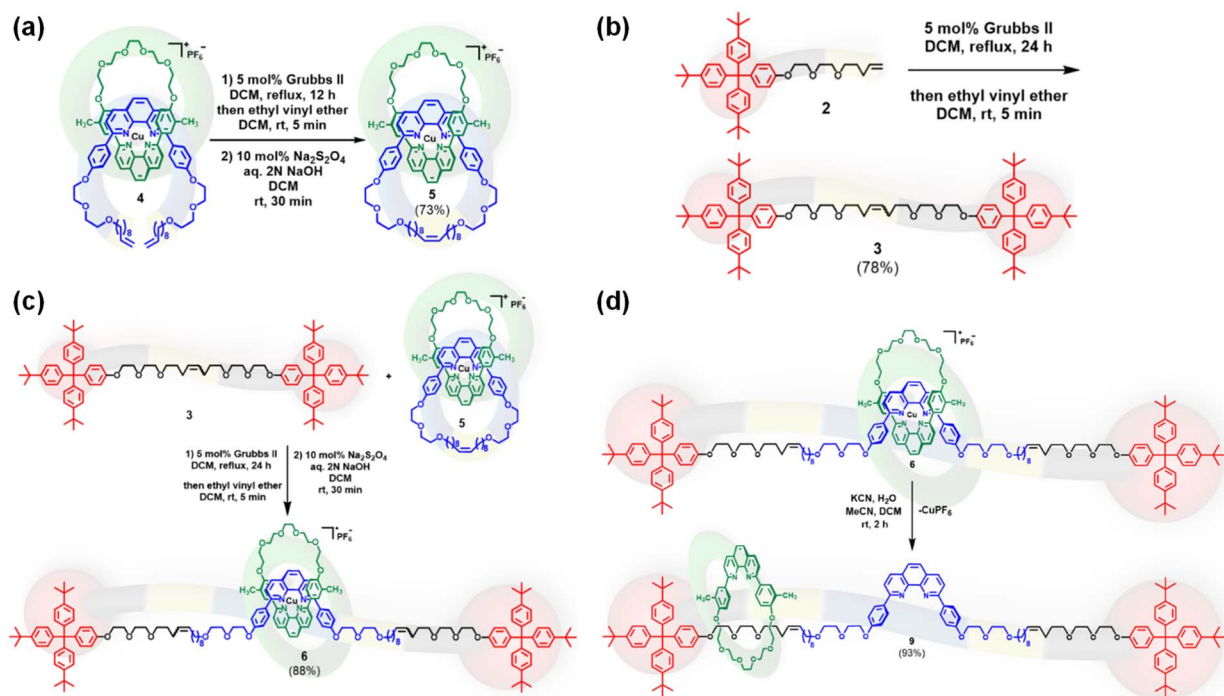 (a)
]⁺ PF₆⁻
H₃C
CH₃
N
N
Cu
N
N
O
O
8
8
4
1) 5 mol% Grubbs II
DCM, reflux, 12 h
then ethyl vinyl ether
DCM, rt, 5 min
2) 10 mol% Na₂S₂O₄
aq. 2N NaOH
DCM
rt, 30 min
]⁺ PF₆⁻
H₃C
CH₃
N
N
Cu
N
N
O
O
8
8
5
(73%)
(b)
O
O
O
2
5 mol% Grubbs II
DCM, reflux, 24 h
then ethyl vinyl ether
DCM, rt, 5 min
O
O
O
O
O
O
3
(78%)
(c)
O
O
O
O
O
O
3
+
]⁺ PF₆⁻
H₃C
CH₃
Cu
8
8
5
1) 5 mol% Grubbs II
DCM, reflux, 24 h
then ethyl vinyl ether
DCM, rt, 5 min
2) 10 mol% Na₂S₂O₄
aq. 2N NaOH
DCM
rt, 30 min
]⁺ PF₆⁻
H₃C
CH₃
Cu
8
8
6
(88%)
(d)
]⁺ PF₆⁻
H₃C
CH₃
Cu
8
8
6
KCN, H₂O
MeCN, DCM
rt, 2 h
-CuPF₆
CH₃
CH₃
8
8
9
(93%)